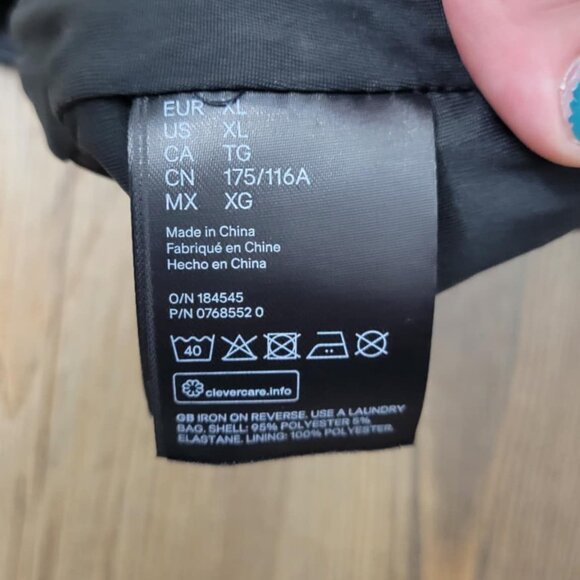 EUR XL
US XL
CA TG
CN 175/116A
MX XG
Made in China
Fabriqué en Chine
Hecho en China
O/N 184545
P/N 0768552 0
40
clevercare.info
GB IRON ON REVERSE. USE A LAUNDRY
BAG. SHELL: 95% POLYESTER 5%
ELASTANE. LINING: 100% POLYESTER.